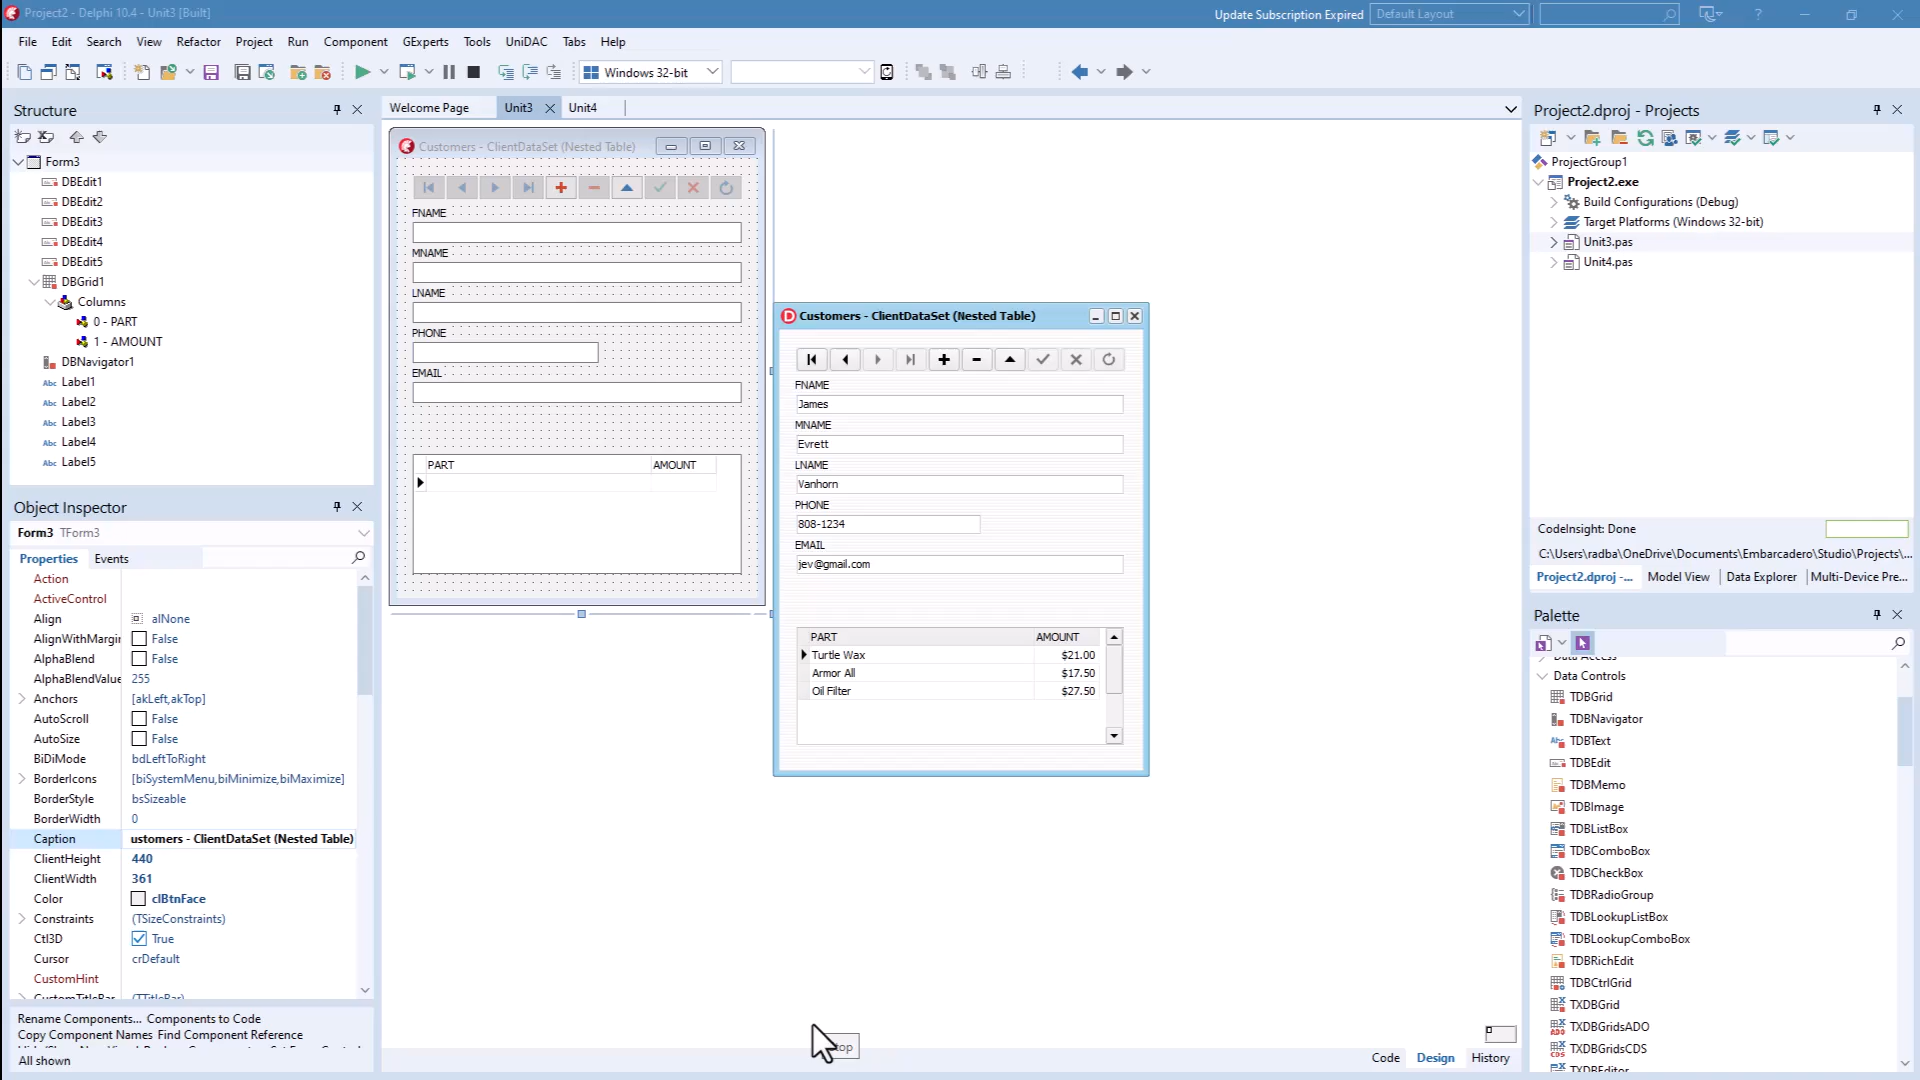 Project2 - Delphi 10.4 - Unit3 [Built]
Update Subscription Expired
Default Layout
File Edit Search View Refactor Project Run Component GExperts Tools UniDAC Tabs Help
Windows 32-bit
Structure
Form3
DBEdit1
DBEdit2
DBEdit3
DBEdit4
DBEdit5
DBGrid1
Columns
0 - PART
1 - AMOUNT
DBNavigator1
Abc Label1
Abc Label2
Abc Label3
Abc Label4
Abc Label5
Object Inspector
Form3 TForm3
Properties Events
Action
ActiveControl
Align alNone
AlignWithMargin False
AlphaBlend False
AlphaBlendValue 255
Anchors [akLeft,akTop]
AutoScroll False
AutoSize False
BiDiMode bdLeftToRight
BorderIcons [biSystemMenu,biMinimize,biMaximize]
BorderStyle bsSizeable
BorderWidth 0
Caption ustomers - ClientDataSet (Nested Table)
ClientHeight 440
ClientWidth 361
Color clBtnFace
Constraints (TSizeConstraints)
Ctl3D True
Cursor crDefault
CustomHint
CustomTitleBar (TTitleBar)
Rename Components... Components to Code
Copy Component Names Find Component Reference
All shown
Welcome Page Unit3 Unit4
Customers - ClientDataSet (Nested Table)
FNAME
MNAME
LNAME
PHONE
EMAIL
PART AMOUNT
Customers - ClientDataSet (Nested Table)
FNAME
James
MNAME
Evrett
LNAME
Vanhorn
PHONE
808-1234
EMAIL
jev@gmail.com
PART AMOUNT
Turtle Wax $21.00
Armor All $17.50
Oil Filter $27.50
Code Design History
Project2.dproj - Projects
ProjectGroup1
Project2.exe
Build Configurations (Debug)
Target Platforms (Windows 32-bit)
Unit3.pas
Unit4.pas
CodeInsight: Done
C:\Users\radba\OneDrive\Documents\Embarcadero\Studio\Projects\...
Project2.dproj -... Model View Data Explorer Multi-Device Pre...
Palette
Data Access
Data Controls
TDBGrid
TDBNavigator
TDBText
TDBEdit
TDBMemo
TDBImage
TDBListBox
TDBComboBox
TDBCheckBox
TDBRadioGroup
TDBLookupListBox
TDBLookupComboBox
TDBRichEdit
TDBCtrlGrid
TXDBGrid
TXDBGridsADO
TXDBGridsCDS
TXDBEditor